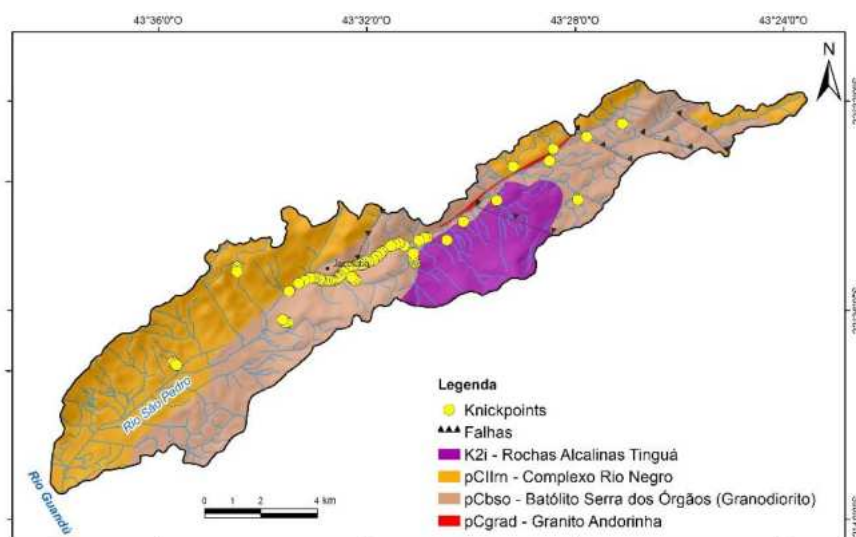 43°36'0"O 43°32'0"O 43°28'0"O 43°24'0"O
N
Rio São Pedro
Rio Guandú
Legenda
Knickpoints
Falhas
K2i - Rochas Alcalinas Tinguá
pCIIrn - Complexo Rio Negro
pCbso - Batólito Serra dos Órgãos (Granodiorito)
pCgrad - Granito Andorinha
0 1 2 4 km